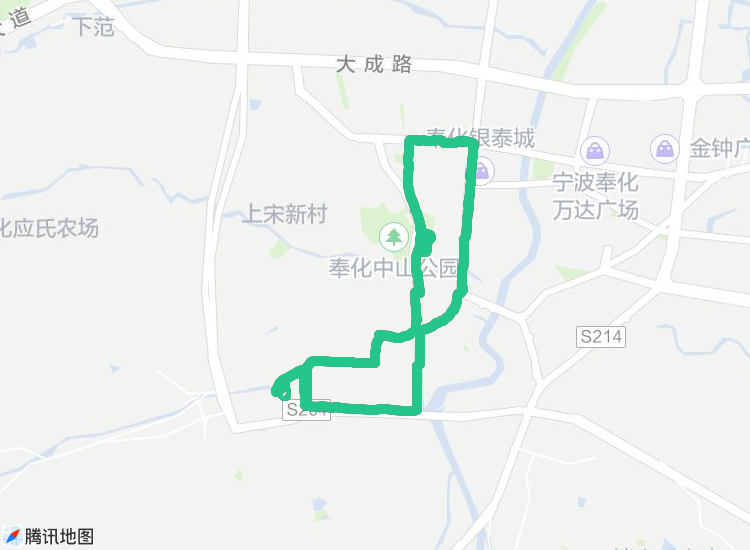 大道
下范
大成路
奉化银泰城
金钟广
宁波奉化
万达广场
上宋新村
化应氏农场
奉化中山公园
S214
S204
腾讯地图